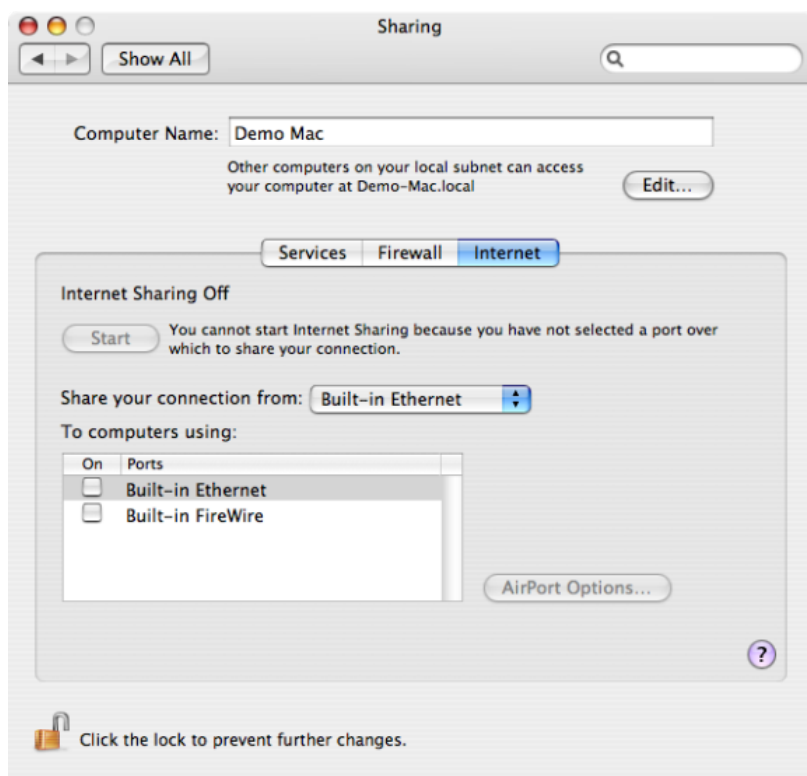 Sharing
Show All
Computer Name: Demo Mac
Other computers on your local subnet can access
your computer at Demo-Mac.local
Edit...
Services Firewall Internet
Internet Sharing Off
Start
You cannot start Internet Sharing because you have not selected a port over
which to share your connection.
Share your connection from: Built-in Ethernet
To computers using:
On Ports
Built-in Ethernet
Built-in FireWire
AirPort Options...
?
Click the lock to prevent further changes.